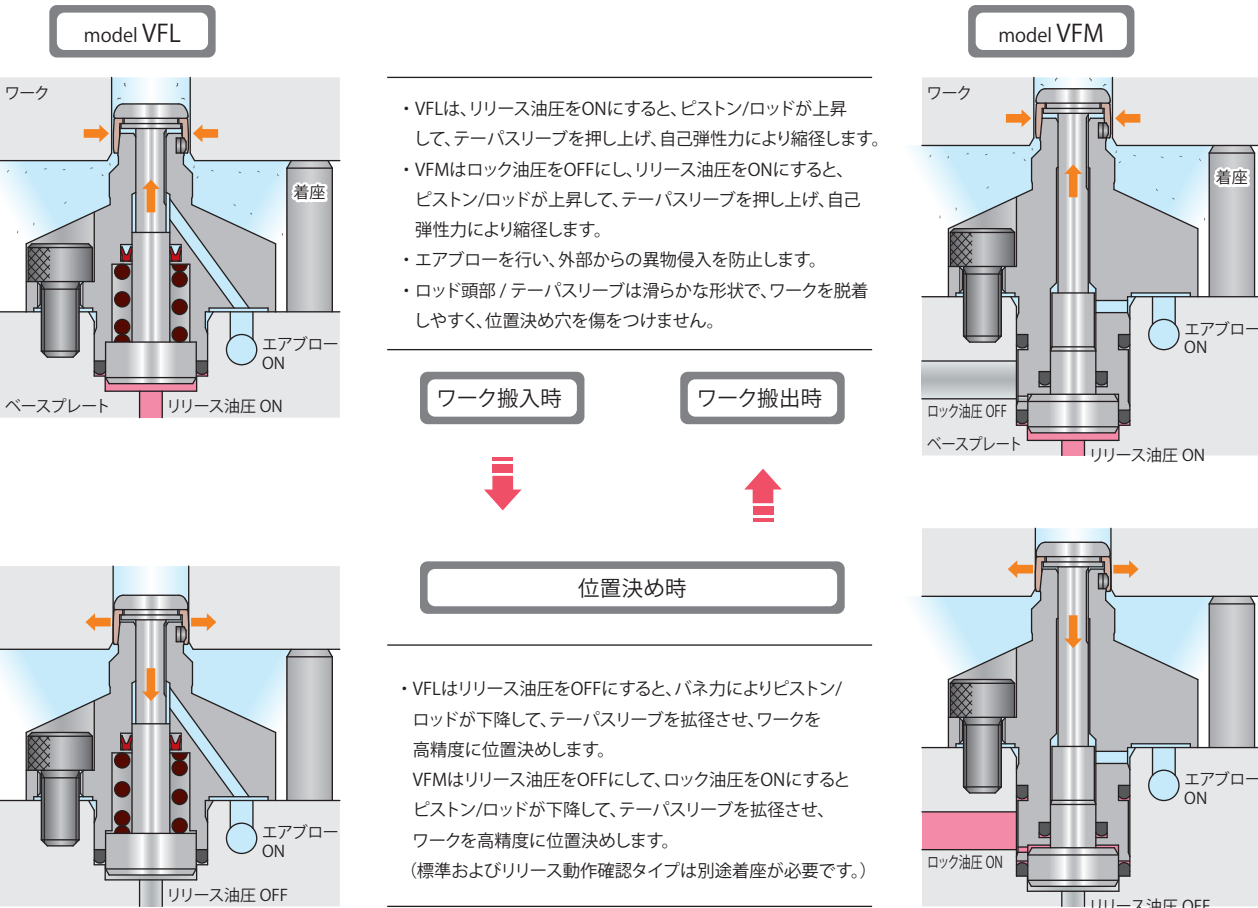 model VFL
model VFM
ワーク
着座
エアブロー
ON
ベースプレート
リリース油圧 ON
・VFLは、リリース油圧をONにすると、ピストン/ロッドが上昇
して、テーパスリーブを押し上げ、自己弾性力により縮径します。
・VFMはロック油圧をOFFにし、リリース油圧をONにすると、
ピストン/ロッドが上昇して、テーパスリーブを押し上げ、自己
弾性力により縮径します。
・エアブローを行い、外部からの異物侵入を防止します。
・ロッド頭部 / テーパスリーブは滑らかな形状で、ワークを脱着
しやすく、位置決め穴を傷をつけません。
ワーク
着座
エアブロー
ON
ロック油圧 OFF
ベースプレート
リリース油圧 ON
ワーク搬入時
ワーク搬出時
位置決め時
エアブロー
ON
リリース油圧 OFF
・VFLはリリース油圧をOFFにすると、バネ力によりピストン/
ロッドが下降して、テーパスリーブを拡径させ、ワークを
高精度に位置決めします。
VFMはリリース油圧をOFFにして、ロック油圧をONにすると
ピストン/ロッドが下降して、テーパスリーブを拡径させ、
ワークを高精度に位置決めします。
（標準およびリリース動作確認タイプは別途着座が必要です。）
エアブロー
ON
ロック油圧 ON
リリース油圧 OFF